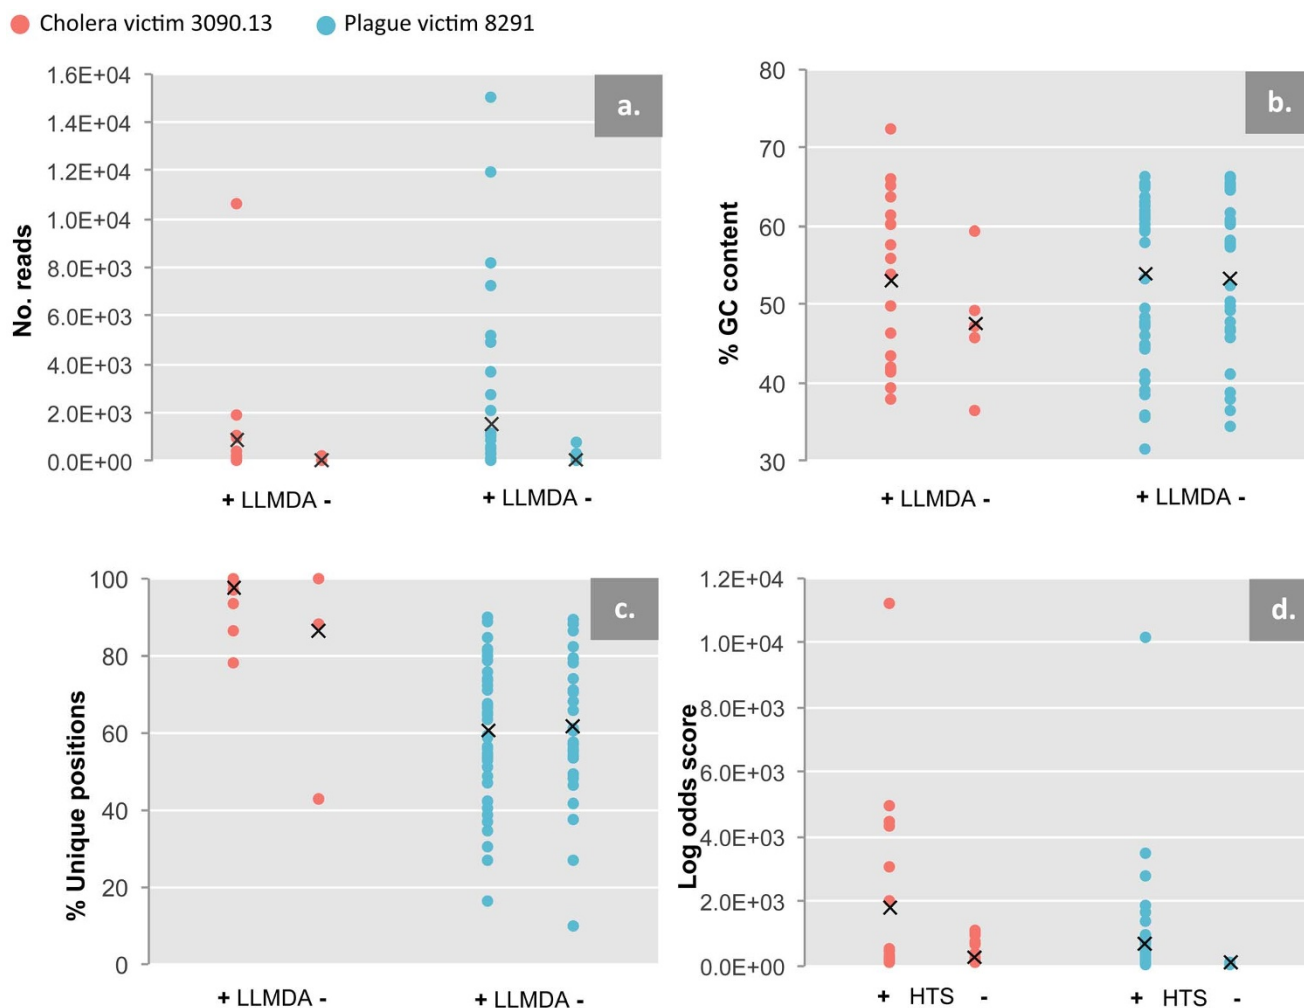 Cholera victim 3090.13 Plague victim 8291
a.
No. reads
1.6E+04
1.4E+04
1.2E+04
1.0E+04
8.0E+03
6.0E+03
4.0E+03
2.0E+03
0.0E+00
+ LLMDA - + LLMDA -
b.
% GC content
80
70
60
50
40
30
+ LLMDA - + LLMDA -
c.
% Unique positions
100
80
60
40
20
0
+ LLMDA - + LLMDA -
d.
Log odds score
1.2E+04
1.0E+04
8.0E+03
6.0E+03
4.0E+03
2.0E+03
0.0E+00
+ HTS - + HTS -